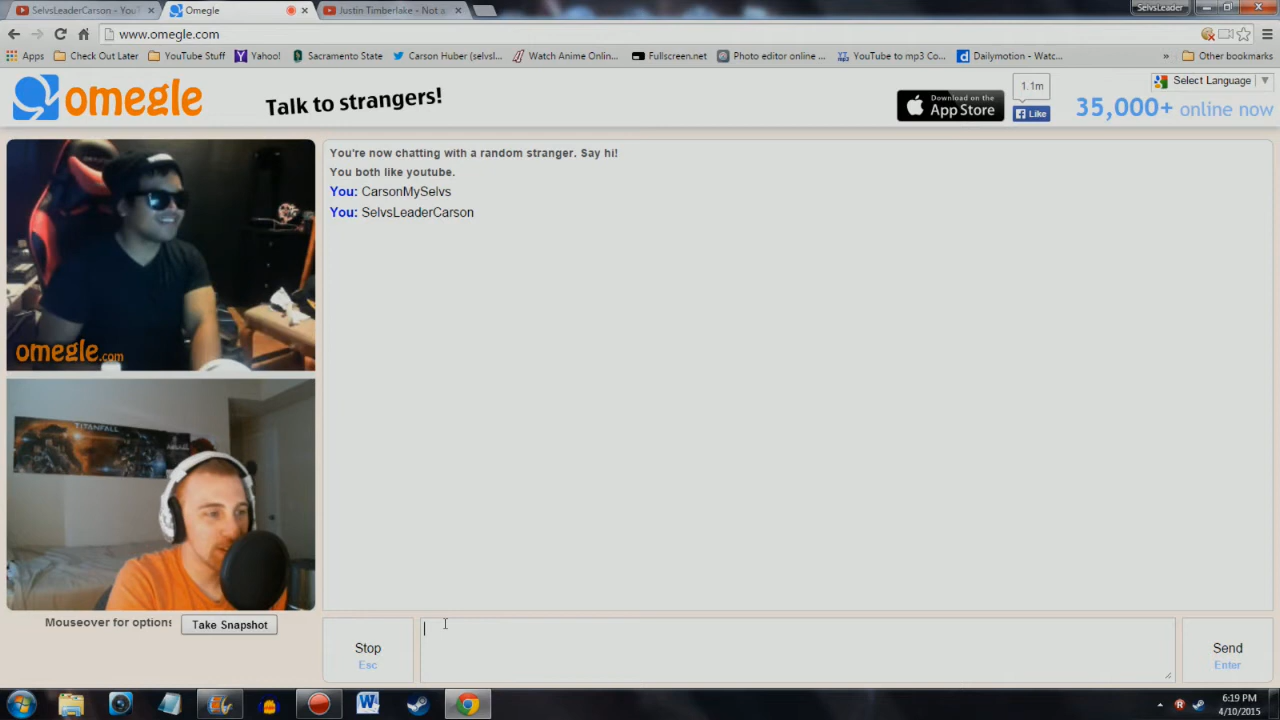 SelvsLeaderCarson - YouT
Omegle
Justin Timberlake - Not a
SelvsLeader
www.omegle.com
Apps
Check Out Later
YouTube Stuff
Yahoo!
Sacramento State
Carson Huber (selvsl...
Watch Anime Onlin...
Fullscreen.net
Photo editor online ...
YouTube to mp3 Co...
Dailymotion - Watc...
»
Other bookmarks
omegle
Talk to strangers!
Download on the
App Store
1.1m
Like
Select Language
35,000+ online now
You're now chatting with a random stranger. Say hi!
You both like youtube.
You: CarsonMySelvs
You: SelvsLeaderCarson
omegle.com
TITANFALL
Mouseover for options
Take Snapshot
Stop
Esc
Send
Enter
6:19 PM
4/10/2015